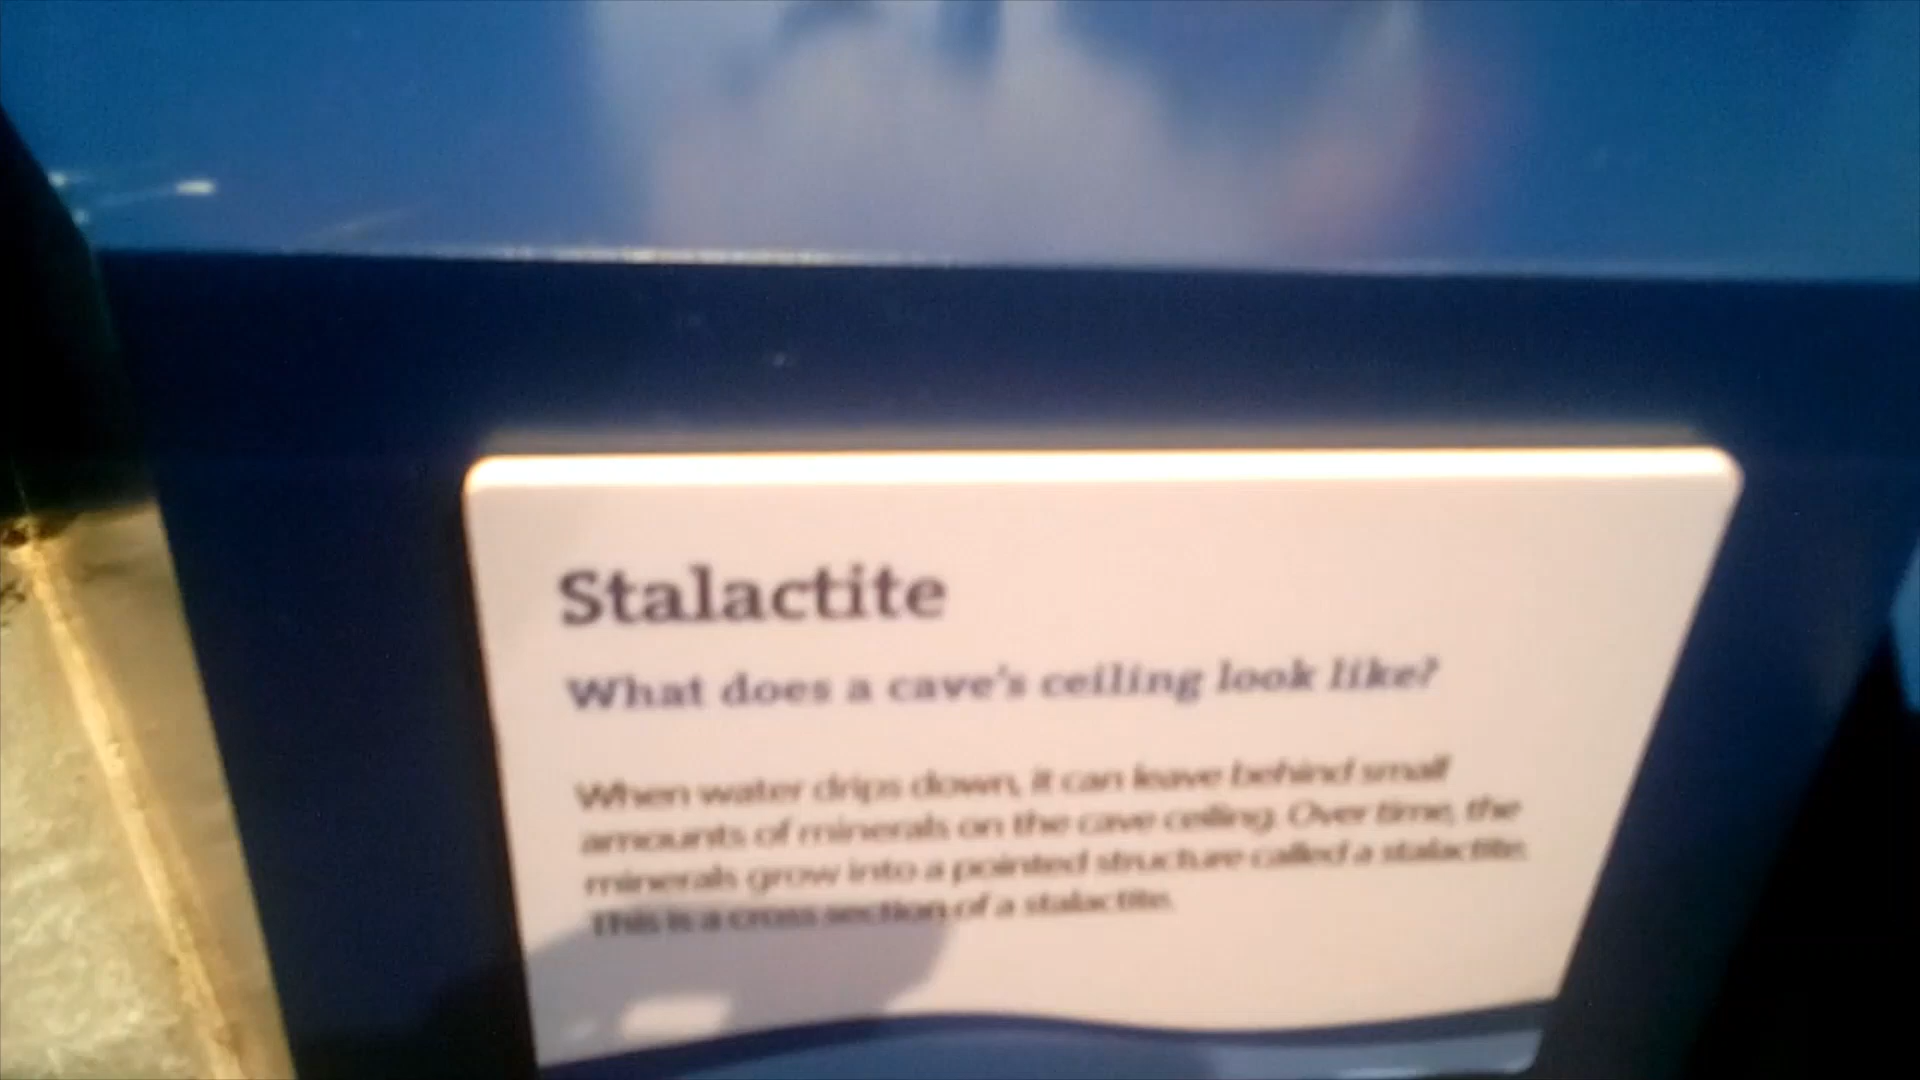 Stalactite
What does a cave's ceiling look like?
When water drips down, it can leave behind small
amounts of minerals on the cave ceiling. Over time, the
minerals grow into a pointed structure called a stalactite.
This is a cross section of a stalactite.